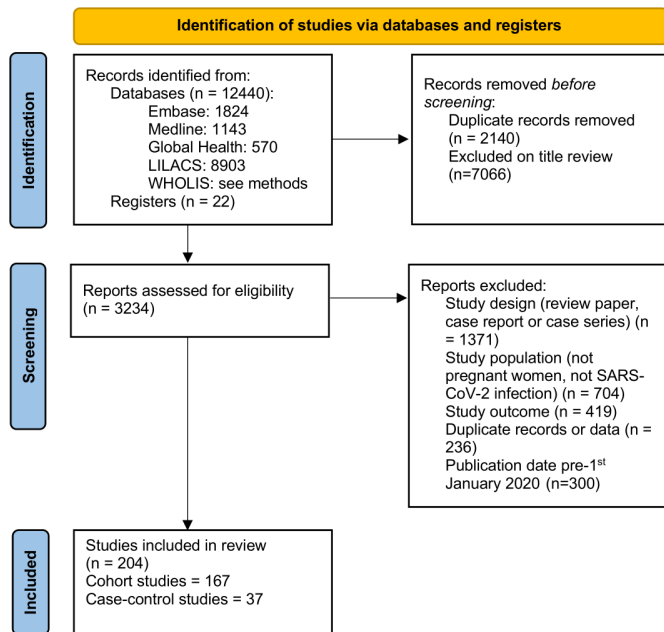 Identification of studies via databases and registers
Identification
Records identified from:
Databases (n = 12440):
Embase: 1824
Medline: 1143
Global Health: 570
LILACS: 8903
WHOLIS: see methods
Registers (n = 22)
Records removed before
screening:
Duplicate records removed
(n = 2140)
Excluded on title review
(n=7066)
Screening
Reports assessed for eligibility
(n = 3234)
Reports excluded:
Study design (review paper,
case report or case series) (n
= 1371)
Study population (not
pregnant women, not SARS-
CoV-2 infection) (n = 704)
Study outcome (n = 419)
Duplicate records or data (n =
236)
Publication date pre-1st
January 2020 (n=300)
Included
Studies included in review
(n = 204)
Cohort studies = 167
Case-control studies = 37